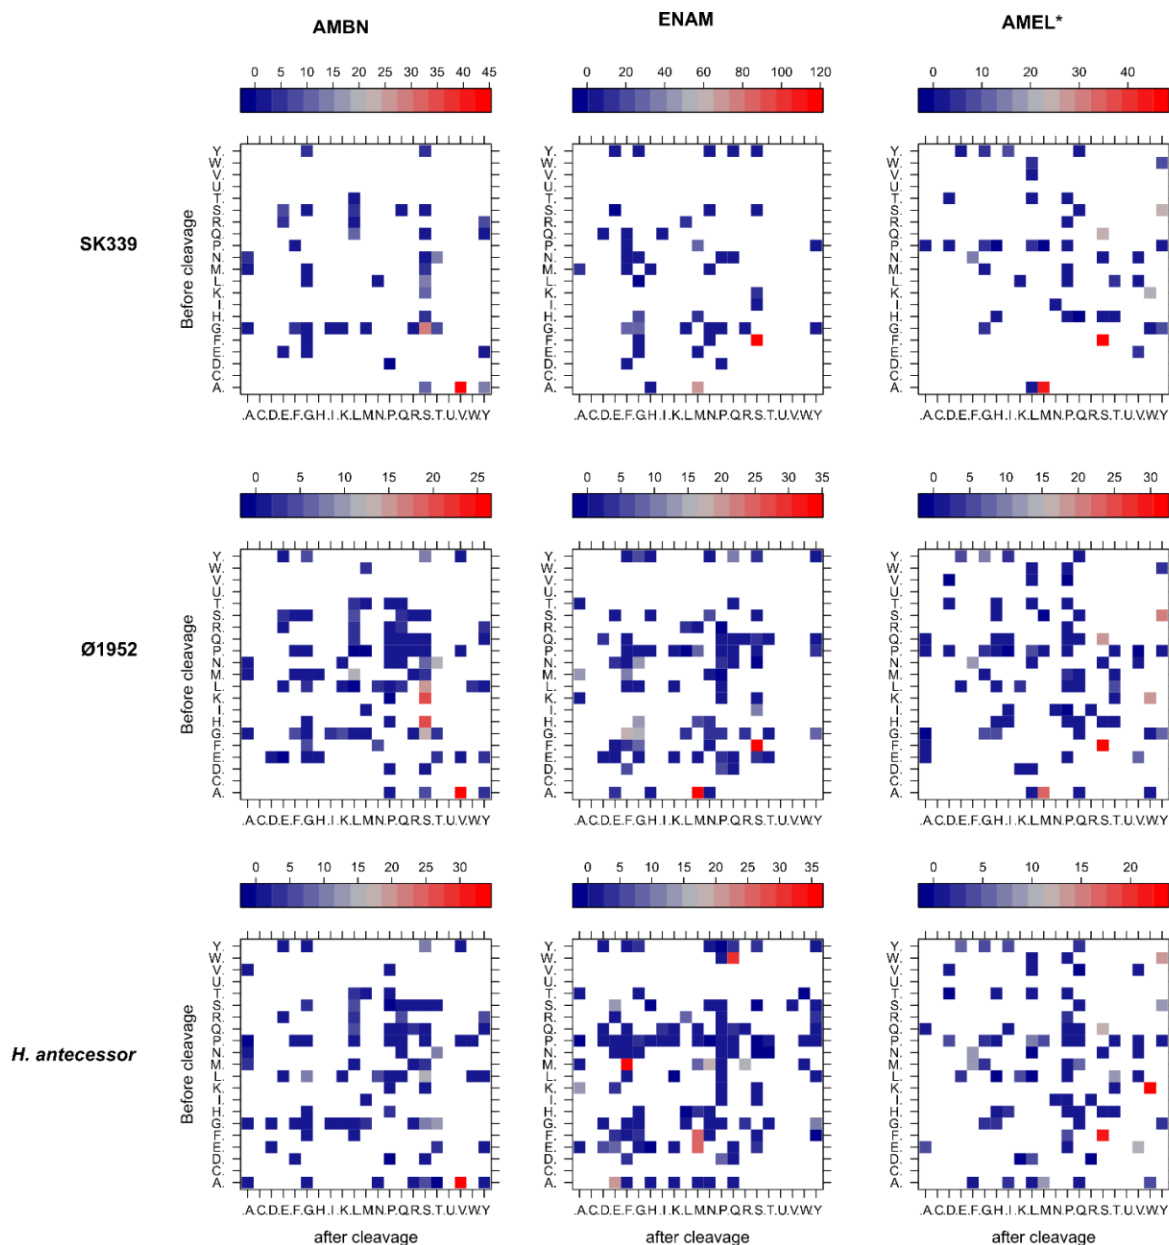 AMBN ENAM AMEL*
0 5 10 15 20 25 30 35 40 45
0 20 40 60 80 100 120
0 10 20 30 40
SK339
Before cleavage
Y. W. V. U. T. S. R. Q. P. N. M. L. K. I. H. G. F. E. D. C. A.
Y. W. V. U. T. S. R. Q. P. N. M. L. K. I. H. G. F. E. D. C. A.
Y. W. V. U. T. S. R. Q. P. N. M. L. K. I. H. G. F. E. D. C. A.
.A.C.D.E.F.G.H.I.K.L.M.N.P.Q.R.S.T.U.V.W.Y
.A.C.D.E.F.G.H.I.K.L.M.N.P.Q.R.S.T.U.V.W.Y
.A.C.D.E.F.G.H.I.K.L.M.N.P.Q.R.S.T.U.V.W.Y
0 5 10 15 20 25
0 5 10 15 20 25 30 35
0 5 10 15 20 25 30
Ø1952
Before cleavage
Y. W. V. U. T. S. R. Q. P. N. M. L. K. I. H. G. F. E. D. C. A.
Y. W. V. U. T. S. R. Q. P. N. M. L. K. I. H. G. F. E. D. C. A.
Y. W. V. U. T. S. R. Q. P. N. M. L. K. I. H. G. F. E. D. C. A.
.A.C.D.E.F.G.H.I.K.L.M.N.P.Q.R.S.T.U.V.W.Y
.A.C.D.E.F.G.H.I.K.L.M.N.P.Q.R.S.T.U.V.W.Y
.A.C.D.E.F.G.H.I.K.L.M.N.P.Q.R.S.T.U.V.W.Y
0 5 10 15 20 25 30
0 5 10 15 20 25 30 35
0 5 10 15 20
H. antecessor
Before cleavage
Y. W. V. U. T. S. R. Q. P. N. M. L. K. I. H. G. F. E. D. C. A.
Y. W. V. U. T. S. R. Q. P. N. M. L. K. I. H. G. F. E. D. C. A.
Y. W. V. U. T. S. R. Q. P. N. M. L. K. I. H. G. F. E. D. C. A.
.A.C.D.E.F.G.H.I.K.L.M.N.P.Q.R.S.T.U.V.W.Y
.A.C.D.E.F.G.H.I.K.L.M.N.P.Q.R.S.T.U.V.W.Y
.A.C.D.E.F.G.H.I.K.L.M.N.P.Q.R.S.T.U.V.W.Y
after cleavage
after cleavage
after cleavage